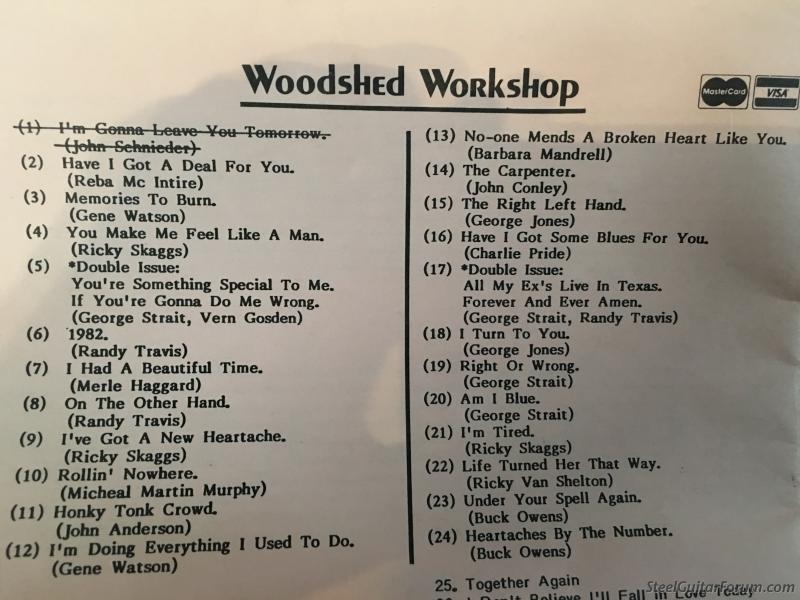 Woodshed Workshop
MasterCard
VISA
(1) I'm Gonna Leave You Tomorrow.
(John Schnieder)
(2) Have I Got A Deal For You.
(Reba Mc Intire)
(3) Memories To Burn.
(Gene Watson)
(4) You Make Me Feel Like A Man.
(Ricky Skaggs)
(5) *Double Issue:
You're Something Special To Me.
If You're Gonna Do Me Wrong.
(George Strait, Vern Gosden)
(6) 1982.
(Randy Travis)
(7) I Had A Beautiful Time.
(Merle Haggard)
(8) On The Other Hand.
(Randy Travis)
(9) I've Got A New Heartache.
(Ricky Skaggs)
(10) Rollin' Nowhere.
(Micheal Martin Murphy)
(11) Honky Tonk Crowd.
(John Anderson)
(12) I'm Doing Everything I Used To Do.
(Gene Watson)
(13) No-one Mends A Broken Heart Like You.
(Barbara Mandrell)
(14) The Carpenter.
(John Conley)
(15) The Right Left Hand.
(George Jones)
(16) Have I Got Some Blues For You.
(Charlie Pride)
(17) *Double Issue:
All My Ex's Live In Texas.
Forever And Ever Amen.
(George Strait, Randy Travis)
(18) I Turn To You.
(George Jones)
(19) Right Or Wrong.
(George Strait)
(20) Am I Blue.
(George Strait)
(21) I'm Tired.
(Ricky Skaggs)
(22) Life Turned Her That Way.
(Ricky Van Shelton)
(23) Under Your Spell Again.
(Buck Owens)
(24) Heartaches By The Number.
(Buck Owens)
25. Together Again
I Don't Believe I'll Fall in Love Today
SteelGuitarForum.com